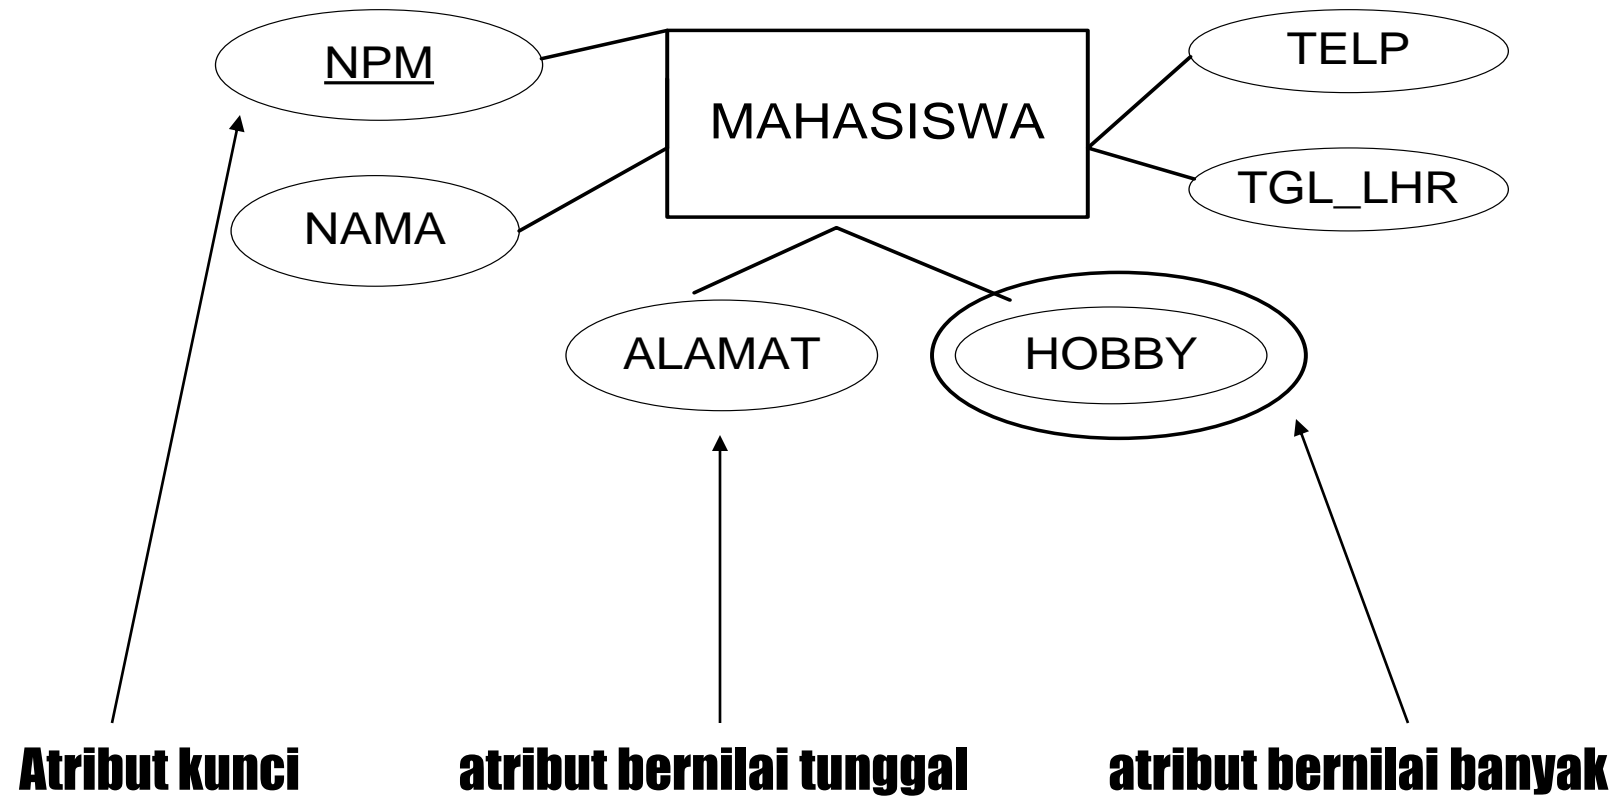 NPM
MAHASISWA
TELP
TGL_LHR
NAMA
ALAMAT
HOBBY
Atribut kunci
atribut bernilai tunggal
atribut bernilai banyak